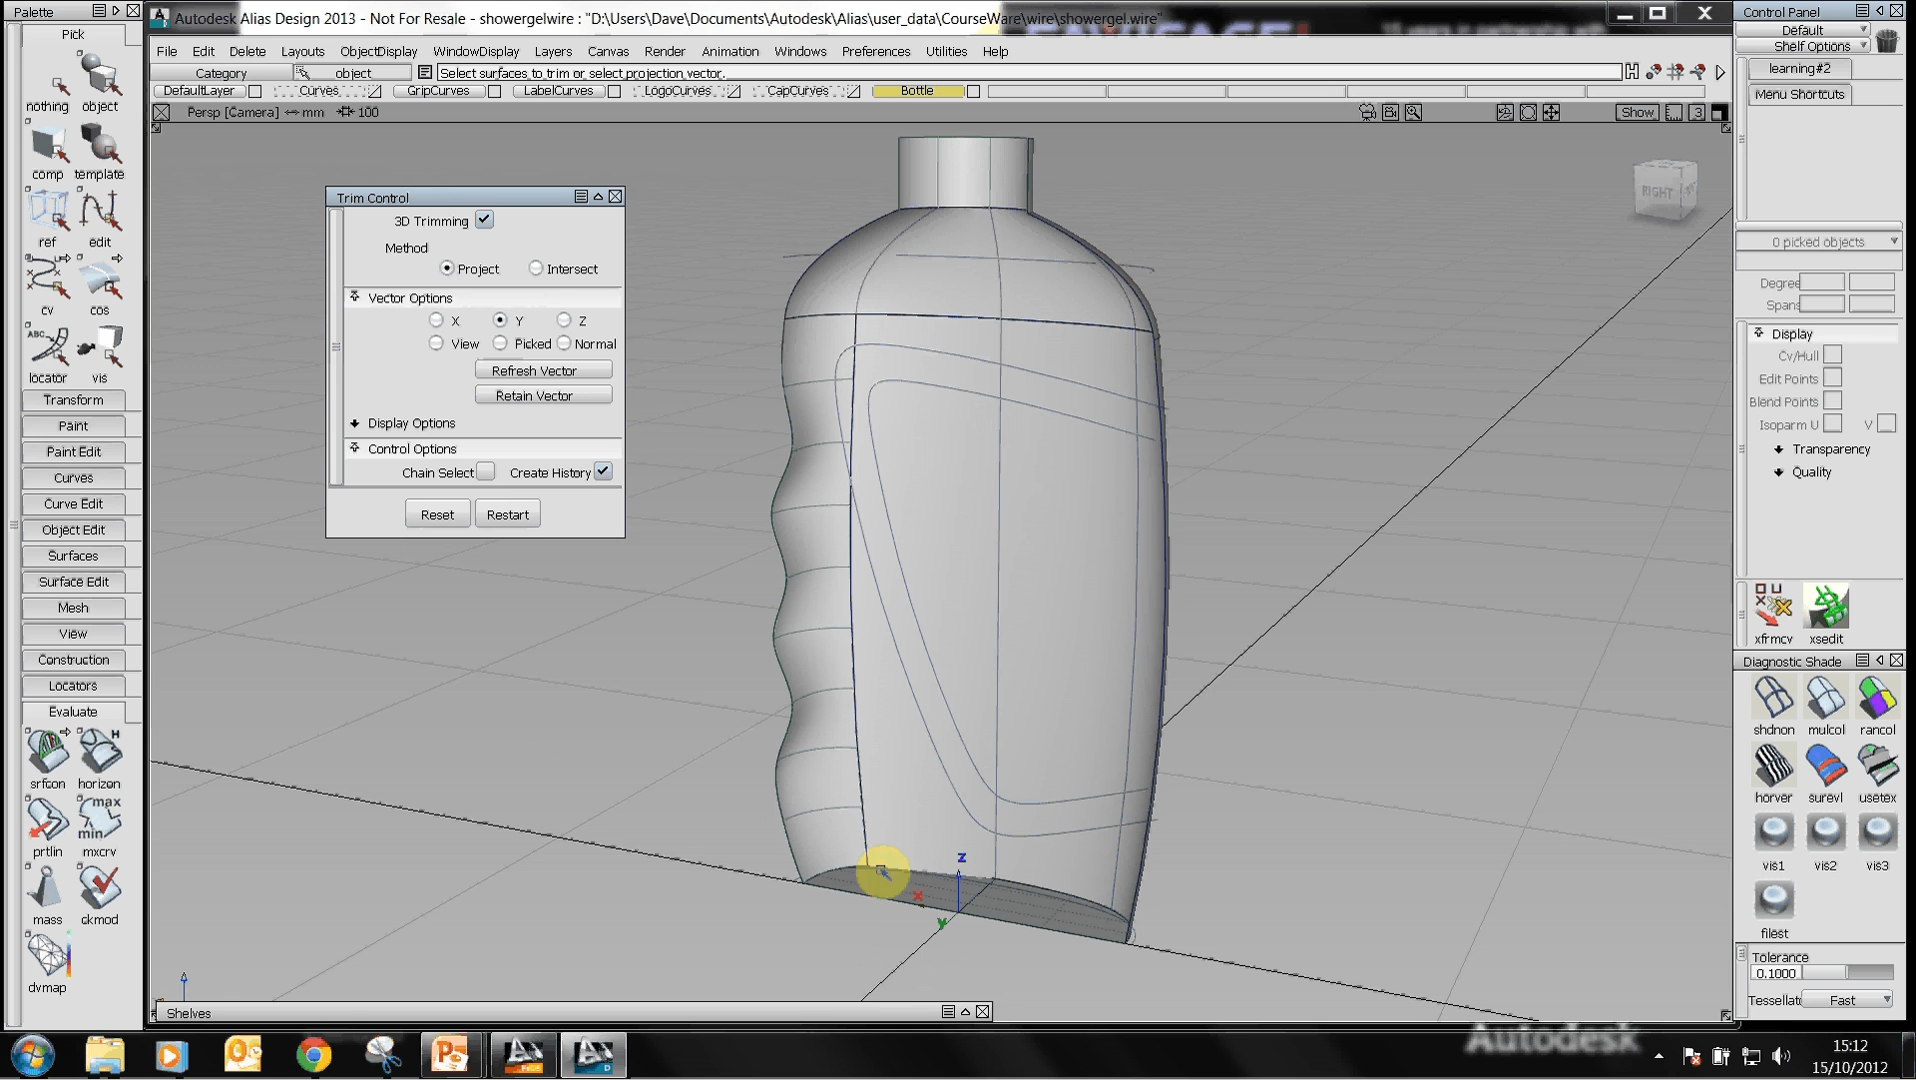 Palette
Autodesk Alias Design 2013 - Not For Resale - showergelwire : "D:\Users\Dave\Documents\Autodesk\Alias\user_data\CourseWare\wire\showergel.wire"
Control Panel
Pick
Default
Shelf Options
File Edit Delete Layouts ObjectDisplay WindowDisplay Layers Canvas Render Animation Windows Preferences Utilities Help
Category object Select surfaces to trim or select projection vector.
learning#2
DefaultLayer Curves GripCurves LabelCurves LogoCurves CapCurves Bottle
Menu Shortcuts
nothing object
Persp [Camera] mm 100
Show 3
comp template
RIGHT
Trim Control
3D Trimming
Method
Project Intersect
Vector Options
X Y Z
View Picked Normal
Refresh Vector
Retain Vector
Display Options
Control Options
Chain Select Create History
Reset Restart
ref edit
0 picked objects
Degree
Spans
cv cos
ABC
locator vis
Display
Cv/Hull
Edit Points
Blend Points
Isoparm U V
Transparency
Quality
Transform
Paint
Paint Edit
Curves
Curve Edit
Object Edit
Surfaces
Surface Edit
Mesh
View
Construction
Locators
Evaluate
xfrmcv xsedit
Diagnostic Shade
shdnon mulcol rancol
horver surevl usetex
vis1 vis2 vis3
filest
H
srfcon horizen
max
min
prtlin mxcrv
mass ckmod
dvmap
z
x
y
Tolerance
0.1000
Tessellat Fast
Shelves
Autodesk
15:12
15/10/2012